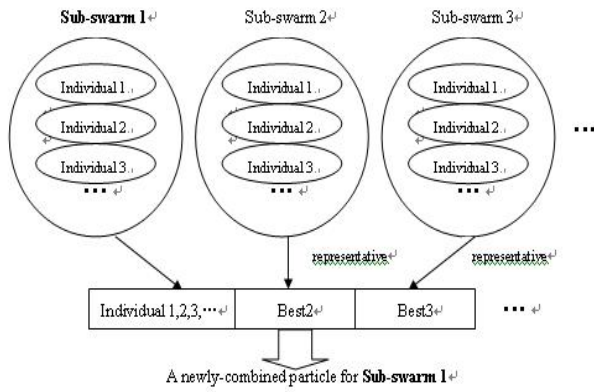 Sub-swarm 1 Sub-swarm 2 Sub-swarm 3
Individual 1 Individual 1 Individual 1
Individual 2 Individual 2 Individual 2 ...
Individual 3 Individual 3 Individual 3
... ... ...
representative representative
Individual 1,2,3,... Best2 Best3 ...
A newly-combined particle for Sub-swarm 1